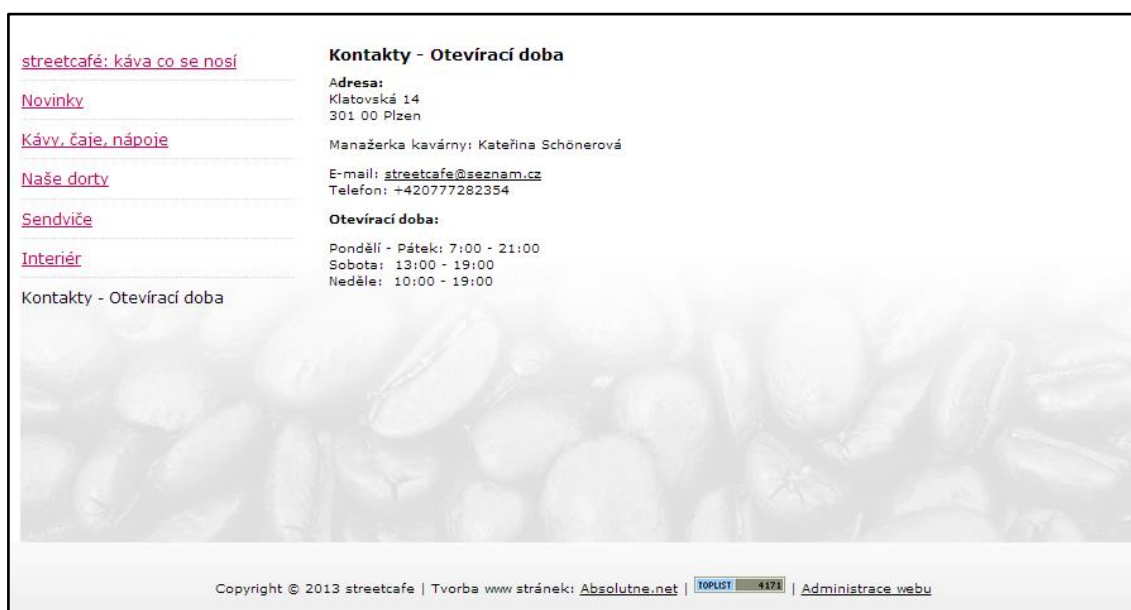 streetcafé: káva co se nosí
Novinky
Kávy, čaje, nápoje
Naše dorty
Sendviče
Interiér
Kontakty - Otevírací doba
Kontakty - Otevírací doba
Adresa:
Klatovská 14
301 00 Plzen
Manažerka kavárny: Kateřina Schönerová
E-mail: streetcafe@seznam.cz
Telefon: +420777282354
Otevírací doba:
Pondělí - Pátek: 7:00 - 21:00
Sobota: 13:00 - 19:00
Neděle: 10:00 - 19:00
Copyright © 2013 streetcafe | Tvorba www stránek: Absolutne.net | TOPLIST 4171 | Administrace webu